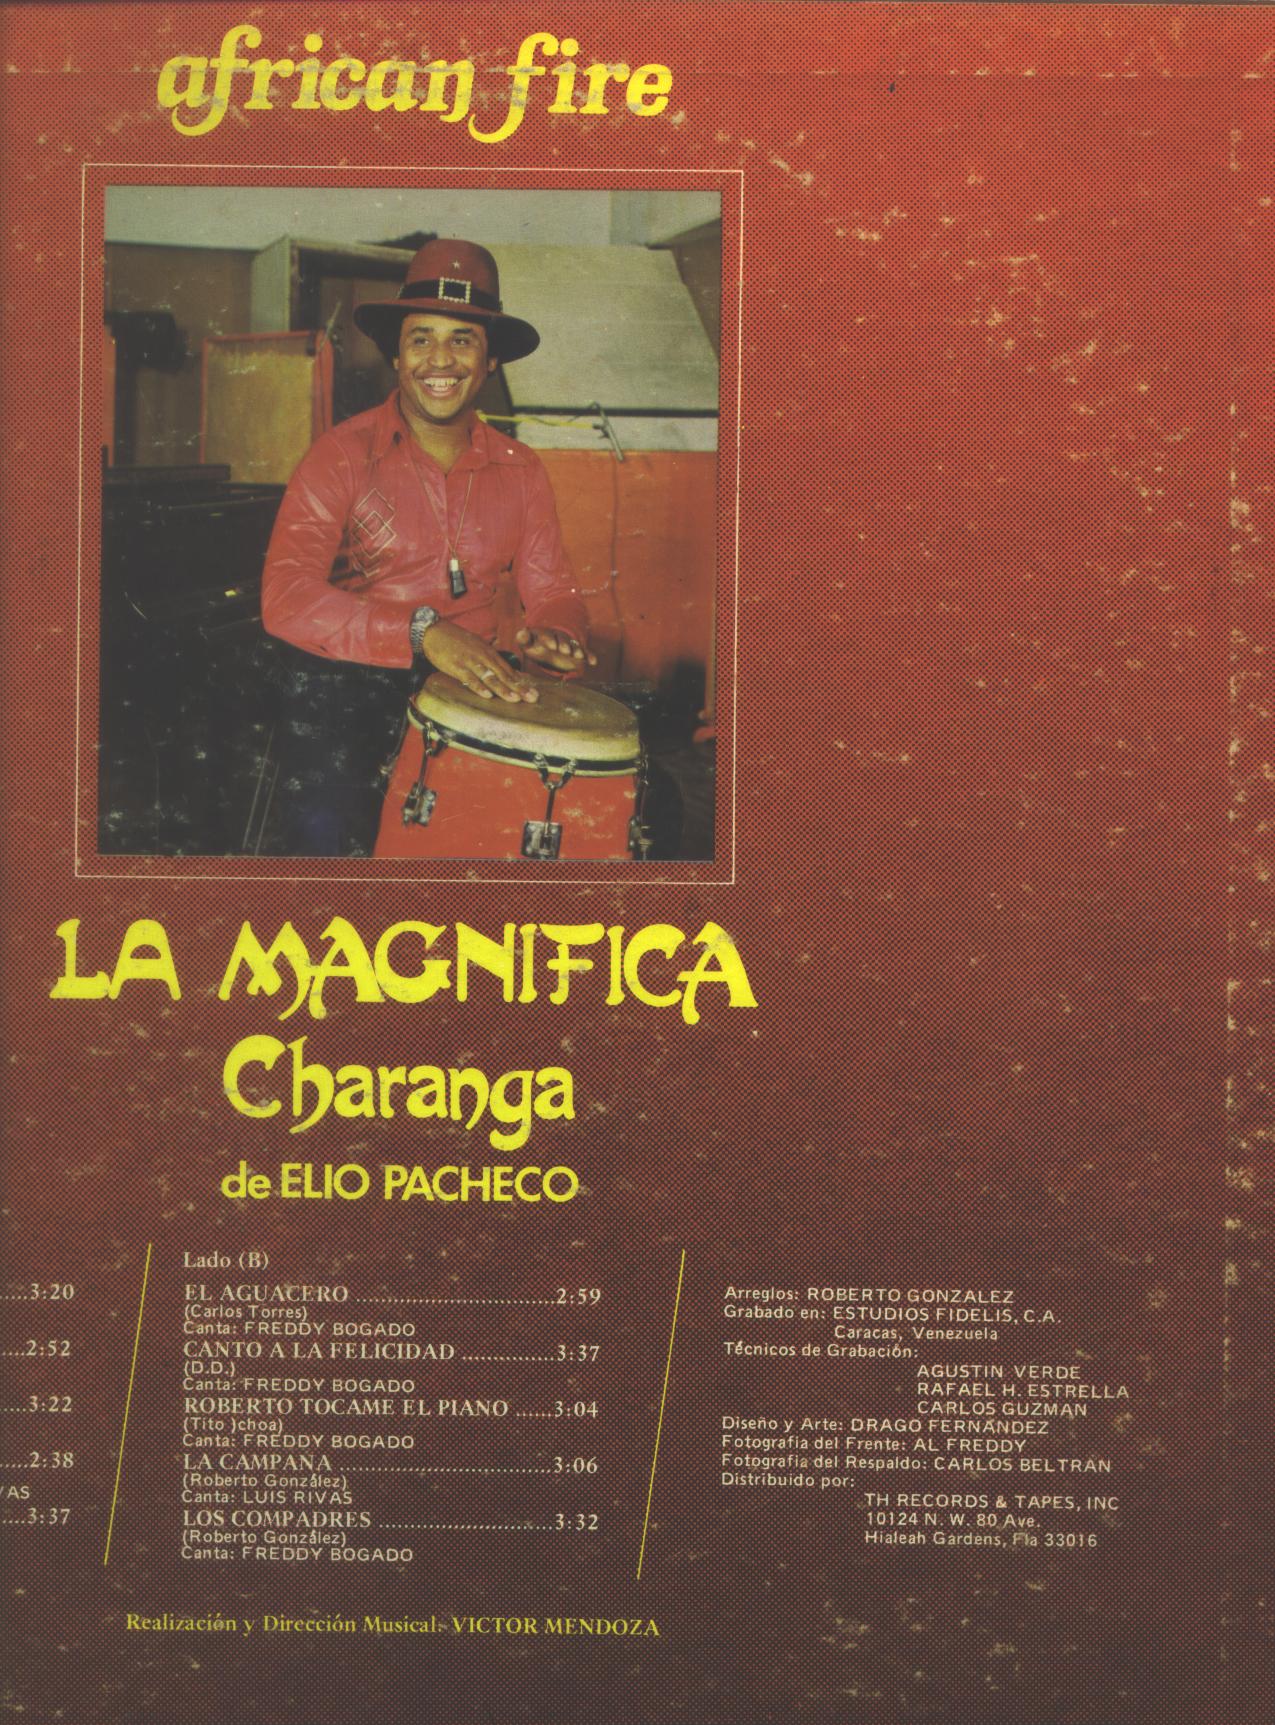 african fire
LA MAGNIFICA
Charanga
de ELIO PACHECO
....3:20
....2:52
....3:22
....2:38
VAS
....3:37
Lado (B)
EL AGUACERO ................................2:59
(Carlos Torres)
Canta: FREDDY BOGADO
CANTO A LA FELICIDAD ...............3:37
(D.D.)
Canta: FREDDY BOGADO
ROBERTO TOCAME EL PIANO ......3:04
(Tito )choa)
Canta: FREDDY BOGADO
LA CAMPANA ..................................3:06
(Roberto González)
Canta: LUIS RIVAS
LOS COMPADRES ............................3:32
(Roberto González)
Canta: FREDDY BOGADO
Arreglos: ROBERTO GONZALEZ
Grabado en: ESTUDIOS FIDELIS, C.A.
Caracas, Venezuela
Técnicos de Grabación:
AGUSTIN VERDE
RAFAEL H. ESTRELLA
CARLOS GUZMAN
Diseño y Arte: DRAGO FERNANDEZ
Fotografia del Frente: AL FREDDY
Fotografia del Respaldo: CARLOS BELTRAN
Distribuido por:
TH RECORDS & TAPES, INC
10124 N. W. 80 Ave.
Hialeah Gardens, Fla 33016
Realización y Dirección Musical: VICTOR MENDOZA